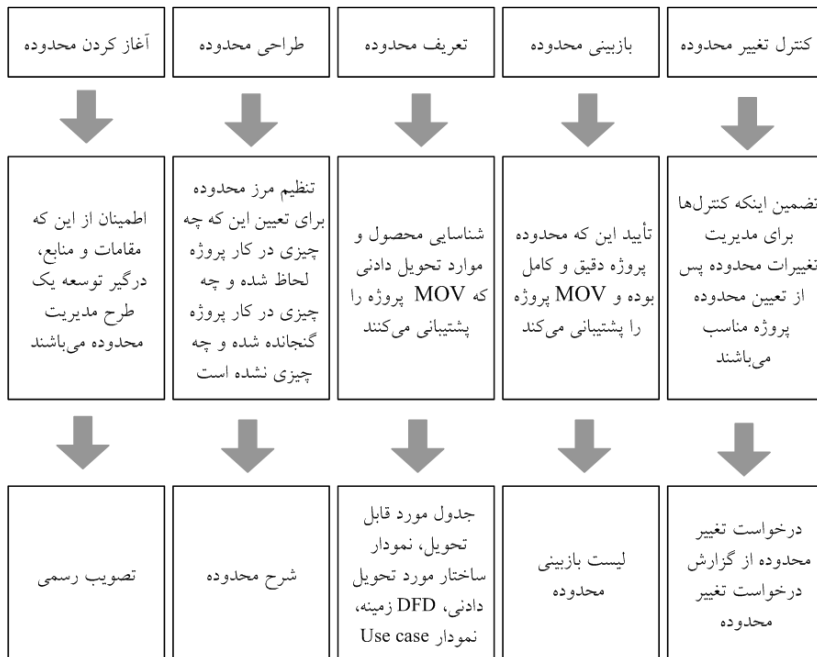 کنترل تغییر محدوده
بازبینی محدوده
تعریف محدوده
طراحی محدوده
آغاز کردن محدوده
تضمین اینکه کنترل‌ها
برای مدیریت
تغییرات محدوده پس
از تعیین محدوده
پروژه مناسب
می‌باشند
تأیید این که محدوده
پروژه دقیق و کامل
بوده و MOV پروژه
را پشتیبانی می‌کند
شناسایی محصول و
موارد تحویل دادنی
که MOV پروژه را
پشتیبانی می‌کنند
تنظیم مرز محدوده
برای تعیین این که چه
چیزی در کار پروژه
لحاظ شده و چه
چیزی در کار پروژه
گنجانده شده و چه
چیزی نشده است
اطمینان از این که
مقامات و منابع،
درگیر توسعه یک
طرح مدیریت
محدوده می‌باشند
درخواست تغییر
محدوده از گزارش
درخواست تغییر
محدوده
لیست بازبینی
محدوده
جدول مورد قابل
تحویل، نمودار
ساختار مورد تحویل
دادنی، DFD زمینه،
نمودار Use case
شرح محدوده
تصویب رسمی